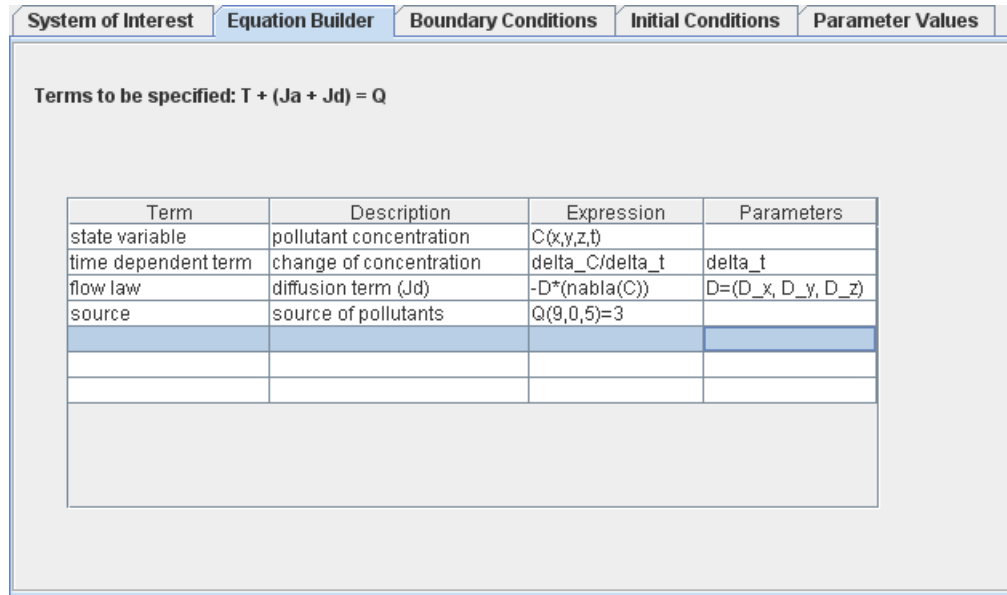 System of Interest Equation Builder Boundary Conditions Initial Conditions Parameter Values
Terms to be specified: T + (Ja + Jd) = Q
Term Description Expression Parameters
state variable pollutant concentration C(x,y,z,t)
time dependent term change of concentration delta_C/delta_t delta_t
flow law diffusion term (Jd) -D*(nabla(C)) D=(D_x, D_y, D_z)
source source of pollutants Q(9,0,5)=3